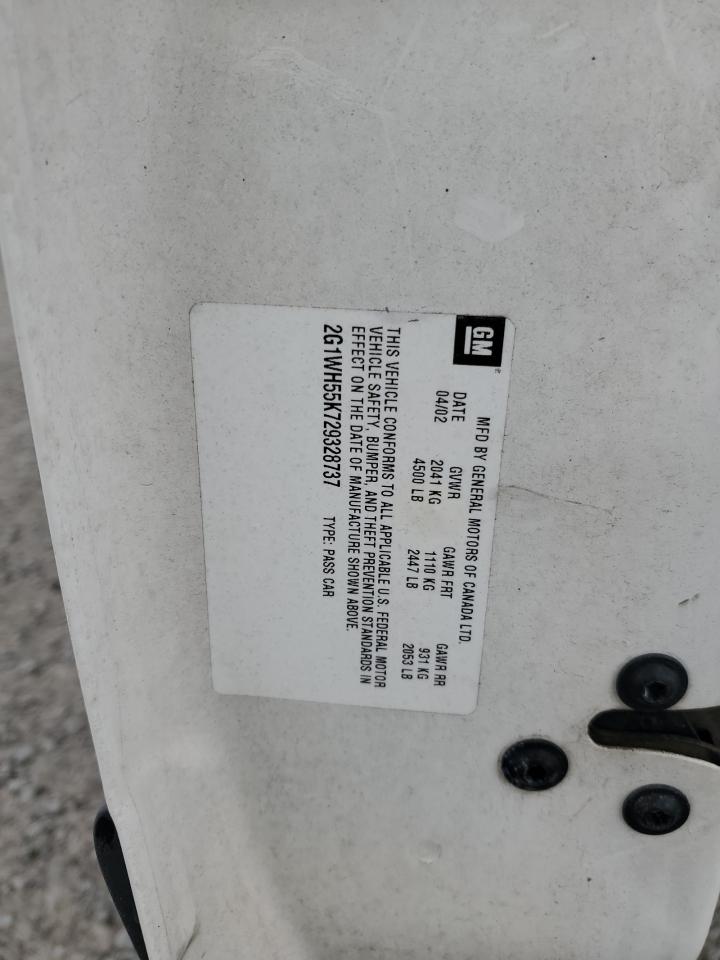 GM
MFD BY GENERAL MOTORS OF CANADA LTD.
DATE GVWR GAWR FRT GAWR RR
04/02 2041 KG 1110 KG 931 KG
4500 LB 2447 LB 2053 LB
THIS VEHICLE CONFORMS TO ALL APPLICABLE U.S. FEDERAL MOTOR
VEHICLE SAFETY, BUMPER, AND THEFT PREVENTION STANDARDS IN
EFFECT ON THE DATE OF MANUFACTURE SHOWN ABOVE.
2G1WH55K729328737 TYPE: PASS CAR